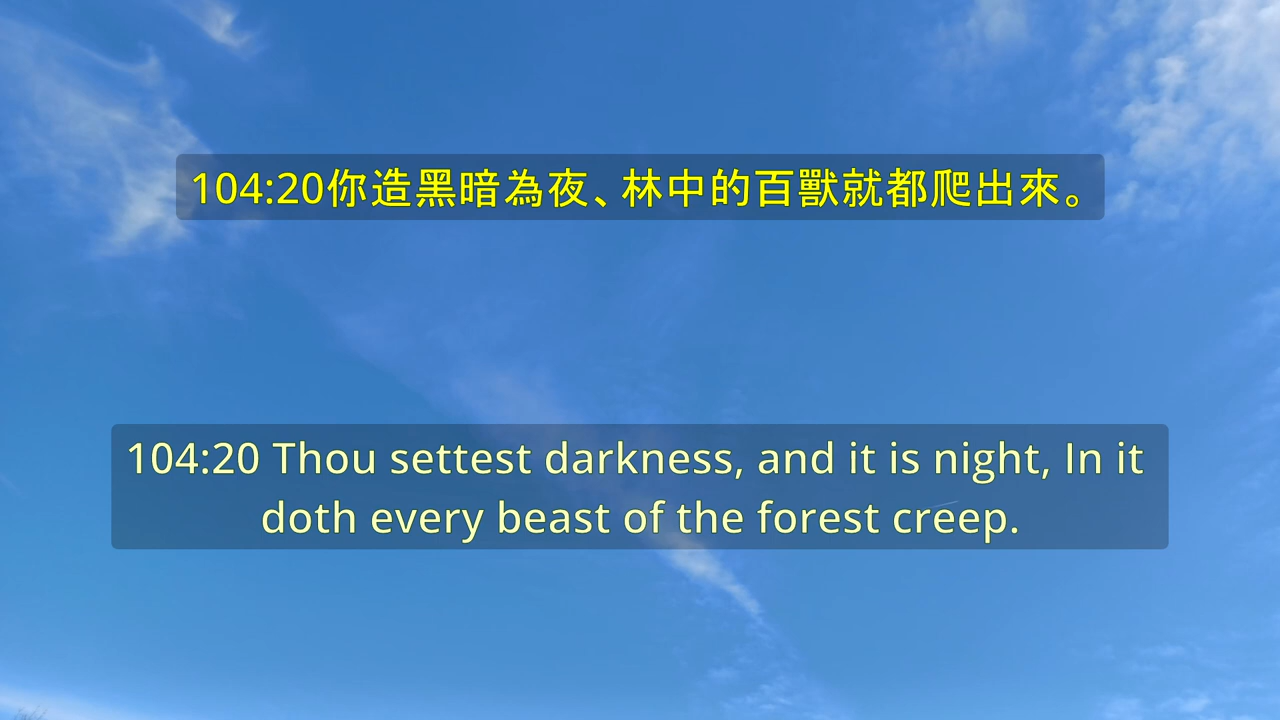 104:20你造黑暗為夜、林中的百獸就都爬出來。
104:20 Thou settest darkness, and it is night, In it
doth every beast of the forest creep.